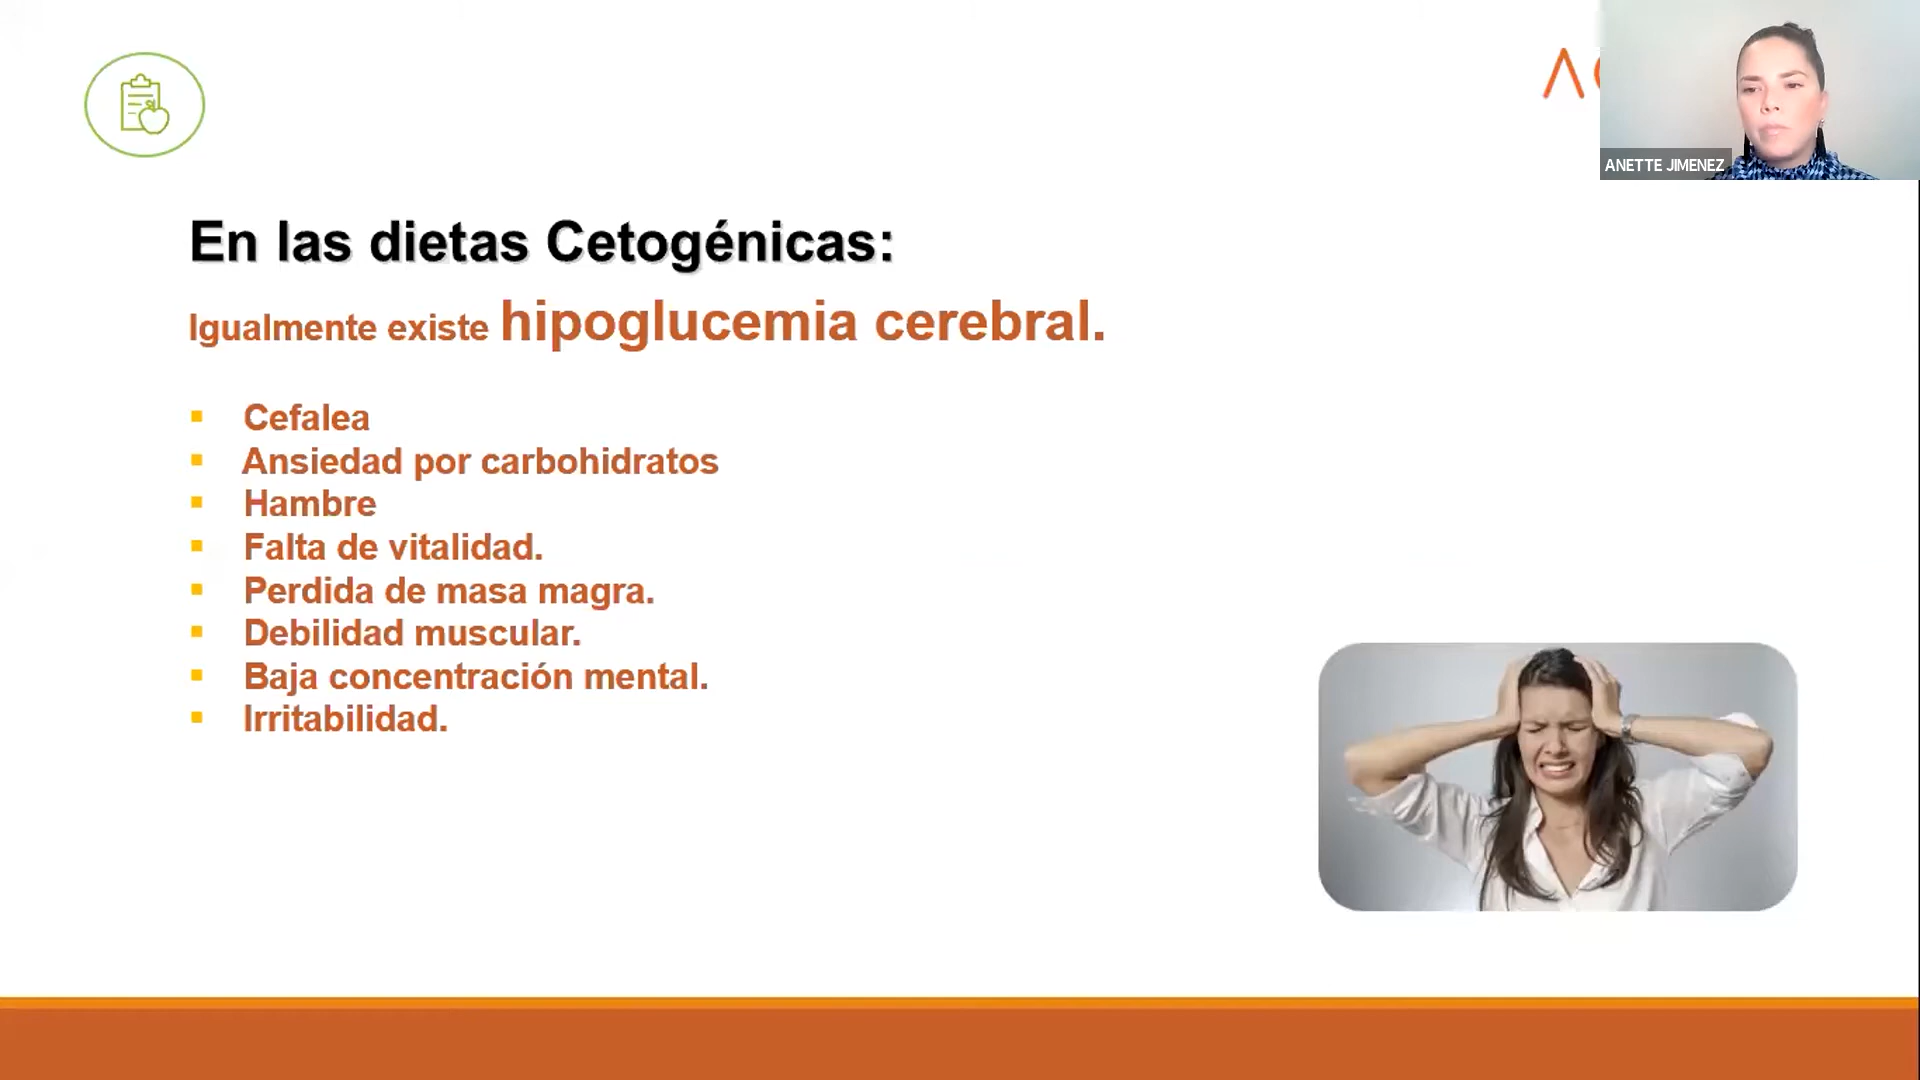 ANETTE JIMENEZ
En las dietas Cetogénicas:
Igualmente existe hipoglucemia cerebral.
Cefalea
Ansiedad por carbohidratos
Hambre
Falta de vitalidad.
Perdida de masa magra.
Debilidad muscular.
Baja concentración mental.
Irritabilidad.